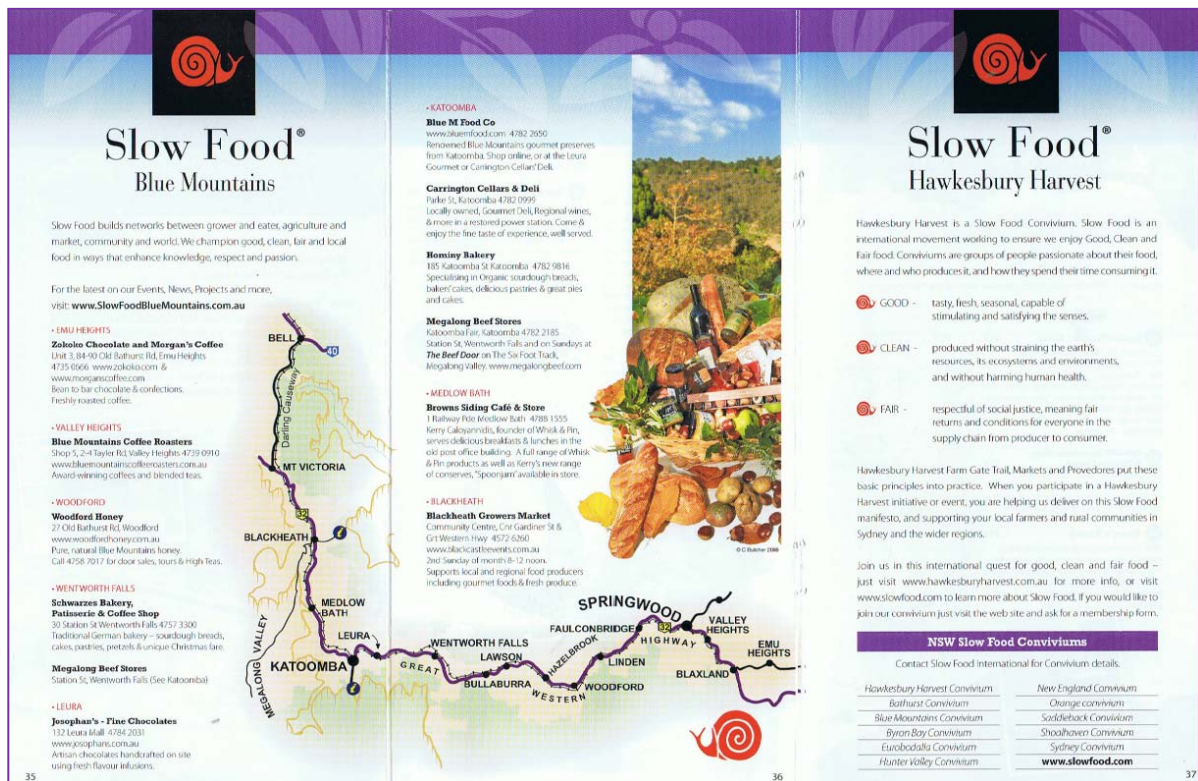 Slow Food®
Blue Mountains
Slow Food builds networks between grower and eater, agriculture and
market, community and world. We champion good, clean, fair and local
food in ways that enhance knowledge, respect and passion.
For the latest on our Events, News, Projects and more,
visit: www.SlowFoodBlueMountains.com.au
• EMU HEIGHTS
Zokoko Chocolate and Morgan's Coffee
Unit 3, 84-90 Old Bathurst Rd, Emu Heights
4735 0666 www.zokoko.com &
www.morganscoffee.com
Bean to bar chocolate & confections.
Freshly roasted coffee.
• VALLEY HEIGHTS
Blue Mountains Coffee Roasters
Shop 5, 2-4 Tayler Rd, Valley Heights 4739-0910
www.bluemountainscoffeeroasters.com.au
Award-winning coffees and blended teas.
• WOODFORD
Woodford Honey
27 Old Bathurst Rd, Woodford
www.woodfordhoney.com.au
Pure, natural Blue Mountains honey.
Call 4758 7017 for door sales, tours & High Teas.
• WENTWORTH FALLS
Schwarzes Bakery,
Patisserie & Coffee Shop
30 Station St Wentworth Falls 4757 3300
Traditional German bakery – sourdough breads,
cakes, pastries, pretzels & unique Christmas fare.
Megalong Beef Stores
Station St, Wentworth Falls (See Katoomba)
• LEURA
Josophan's - Fine Chocolates
132 Leura Mall 4784 2031
www.josophans.com.au
Artisan chocolates handcrafted on site
using fresh flavour infusions.
35
• KATOOMBA
Blue M Food Co
www.bluemfood.com 4782 2650
Renowned Blue Mountains gourmet preserves
from Katoomba. Shop online, or at the Leura
Gourmet or Carrington Cellars' Deli.
Carrington Cellars & Deli
Parke St, Katoomba 4782 0999
Locally owned, Gourmet Deli, Regional wines,
& more in a restored power station. Come &
enjoy the fine taste of experience, well served.
Hominy Bakery
185 Katoomba St Katoomba 4782 9816
Specialising in Organic sourdough breads,
bakers' cakes, delicious pastries & great pies
and cakes.
Megalong Beef Stores
Katoomba Fair, Katoomba 4782 2185
Station St, Wentworth Falls and on Sundays at
The Beef Door on The Six Foot Track,
Megalong Valley. www.megalongbeef.com
• MEDLOW BATH
Browns Siding Café & Store
1 Railway Pde Medlow Bath 4788 1555
Kerry Caloyannidis, founder of Whisk & Pin,
serves delicious breakfasts & lunches in the
old post office building. A full range of Whisk
& Pin products as well as Kerry's new range
of conserves, "Spoonjam" available in store.
• BLACKHEATH
Blackheath Growers Market
Community Centre, Cnr Gardiner St &
Grt Western Hwy 4572 6260
www.blackcastleevents.com.au
2nd Sunday of month 8-12 noon.
Supports local and regional food producers
including gourmet foods & fresh produce.
BELL
40
Darling Causeway
MT VICTORIA
32
BLACKHEATH
MEDLOW
BATH
MEGALONG VALLEY
LEURA
KATOOMBA
GREAT
WESTERN
HIGHWAY
WENTWORTH FALLS
LAWSON
BULLABURRA
HAZELBROOK
WOODFORD
LINDEN
FAULCONBRIDGE
SPRINGWOOD
32
VALLEY
HEIGHTS
BLAXLAND
EMU
HEIGHTS
36
Slow Food®
Hawkesbury Harvest
Hawkesbury Harvest is a Slow Food Convivium. Slow Food is an
international movement working to ensure we enjoy Good, Clean and
Fair food. Conviviums are groups of people passionate about their food,
where and who produces it, and how they spend their time consuming it.
GOOD - tasty, fresh, seasonal, capable of
stimulating and satisfying the senses.
CLEAN - produced without straining the earth's
resources, its ecosystems and environments,
and without harming human health.
FAIR - respectful of social justice, meaning fair
returns and conditions for everyone in the
supply chain from producer to consumer.
Hawkesbury Harvest Farm Gate Trail, Markets and Provedores put these
basic principles into practice. When you participate in a Hawkesbury
Harvest initiative or event, you are helping us deliver on this Slow Food
manifesto, and supporting your local farmers and rural communities in
Sydney and the wider regions.
Join us in this international quest for good, clean and fair food –
just visit www.hawkesburyharvest.com.au for more info, or visit
www.slowfood.com to learn more about Slow Food. If you would like to
join our convivium just visit the web site and ask for a membership form.
NSW Slow Food Conviviums
Contact Slow Food International for Convivium details.
Hawkesbury Harvest Convivium
Bathurst Convivium
Blue Mountains Convivium
Byron Bay Convivium
Eurobodalla Convivium
Hunter Valley Convivium
New England Convivium
Orange convivium
Saddleback Convivium
Shoalhaven Convivium
Sydney Convivium
www.slowfood.com
37